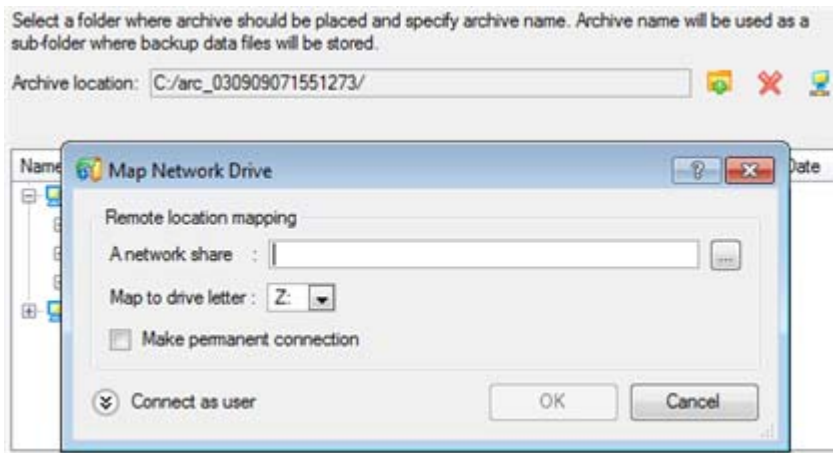 Select a folder where archive should be placed and specify archive name. Archive name will be used as a
sub-folder where backup data files will be stored.
Archive location: C:/arc_030909071551273/
Name
Date
Map Network Drive
?
Remote location mapping
A network share :
...
Map to drive letter : Z:
Make permanent connection
Connect as user
OK
Cancel